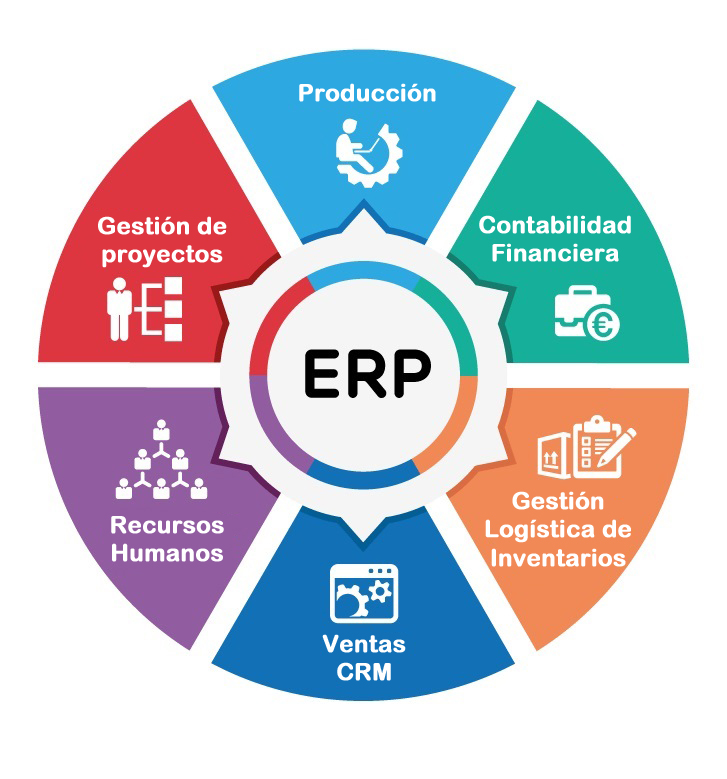 Producción
Contabilidad
Financiera
Gestión
Logística de
Inventarios
Ventas
CRM
Recursos
Humanos
Gestión de
proyectos
ERP
€